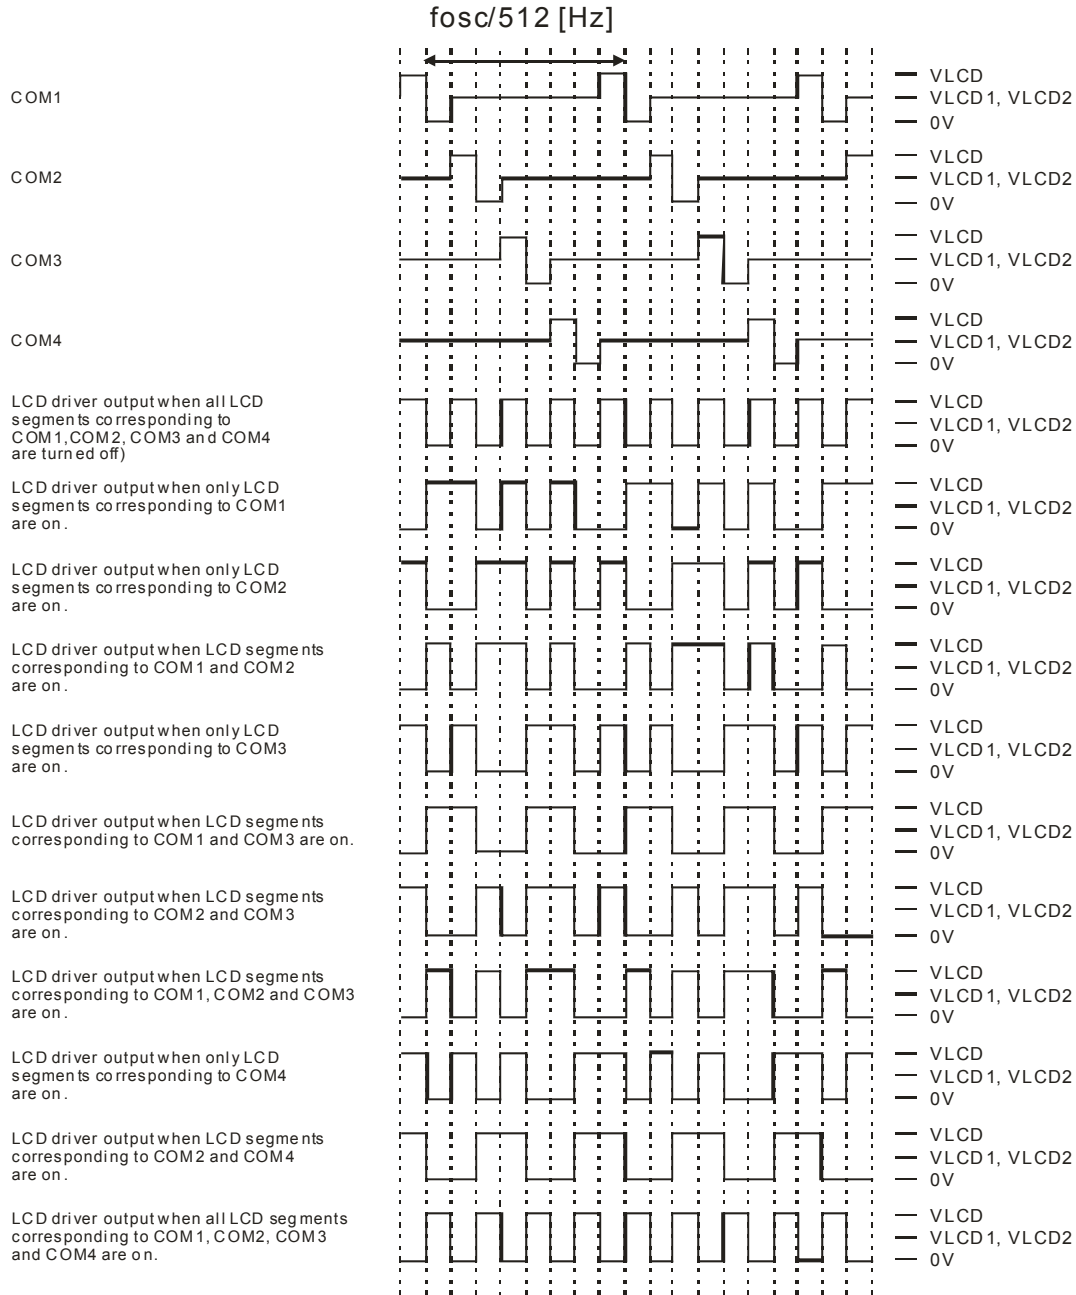 fosc/512 [Hz]
COM1
VLCD
VLCD1, VLCD2
0V
COM2
VLCD
VLCD1, VLCD2
0V
COM3
VLCD
VLCD1, VLCD2
0V
COM4
VLCD
VLCD1, VLCD2
0V
LCD driver output when all LCD
segments corresponding to
COM1,COM2, COM3 and COM4
are turned off)
VLCD
VLCD1, VLCD2
0V
LCD driver output when only LCD
segments corresponding to COM1
are on.
VLCD
VLCD1, VLCD2
0V
LCD driver output when only LCD
segments corresponding to COM2
are on.
VLCD
VLCD1, VLCD2
0V
LCD driver output when LCD segments
corresponding to COM1 and COM2
are on.
VLCD
VLCD1, VLCD2
0V
LCD driver output when only LCD
segments corresponding to COM3
are on.
VLCD
VLCD1, VLCD2
0V
LCD driver output when LCD segments
corresponding to COM1 and COM3 are on.
VLCD
VLCD1, VLCD2
0V
LCD driver output when LCD segments
corresponding to COM2 and COM3
are on.
VLCD
VLCD1, VLCD2
0V
LCD driver output when LCD segments
corresponding to COM1, COM2 and COM3
are on.
VLCD
VLCD1, VLCD2
0V
LCD driver output when only LCD
segments corresponding to COM4
are on.
VLCD
VLCD1, VLCD2
0V
LCD driver output when LCD segments
corresponding to COM2 and COM4
are on.
VLCD
VLCD1, VLCD2
0V
LCD driver output when all LCD segments
corresponding to COM1, COM2, COM3
and COM4 are on.
VLCD
VLCD1, VLCD2
0V